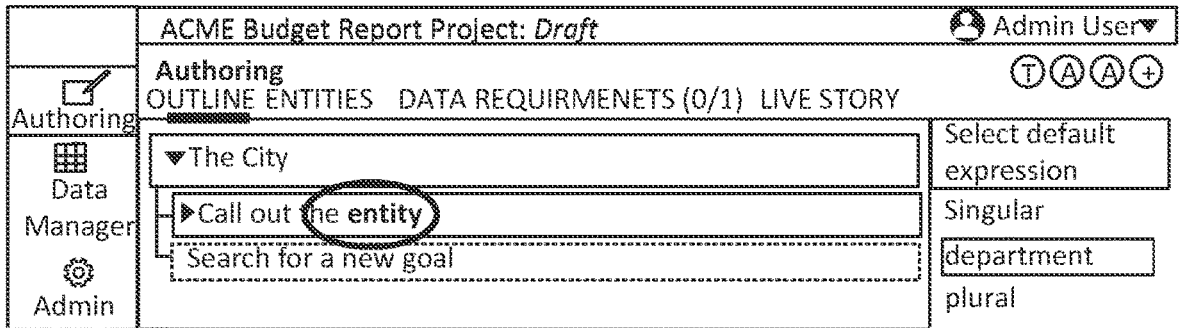 ACME Budget Report Project: Draft
Admin User▾
Authoring
T A A +
OUTLINE ENTITIES DATA REQUIRMENETS (0/1) LIVE STORY
Authoring
Data
Manager
Admin
▾The City
▸Call out the entity
Search for a new goal
Select default
expression
Singular
department
plural